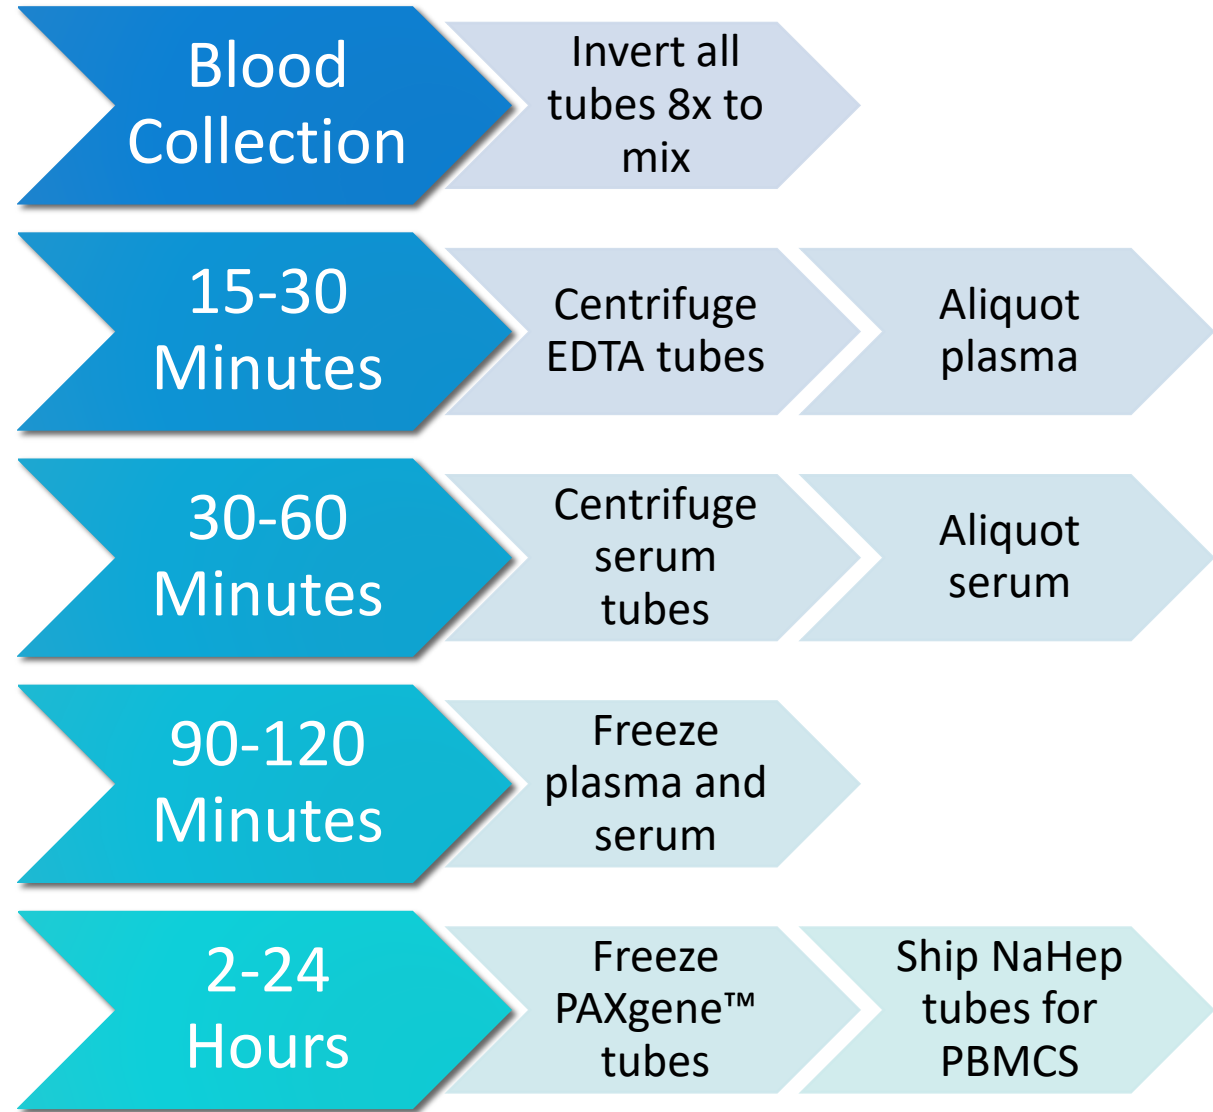 Blood
Collection
Invert all
tubes 8x to
mix
15-30
Minutes
Centrifuge
EDTA tubes
Aliquot
plasma
30-60
Minutes
Centrifuge
serum
tubes
Aliquot
serum
90-120
Minutes
Freeze
plasma and
serum
2-24
Hours
Freeze
PAXgene™
tubes
Ship NaHep
tubes for
PBMCS